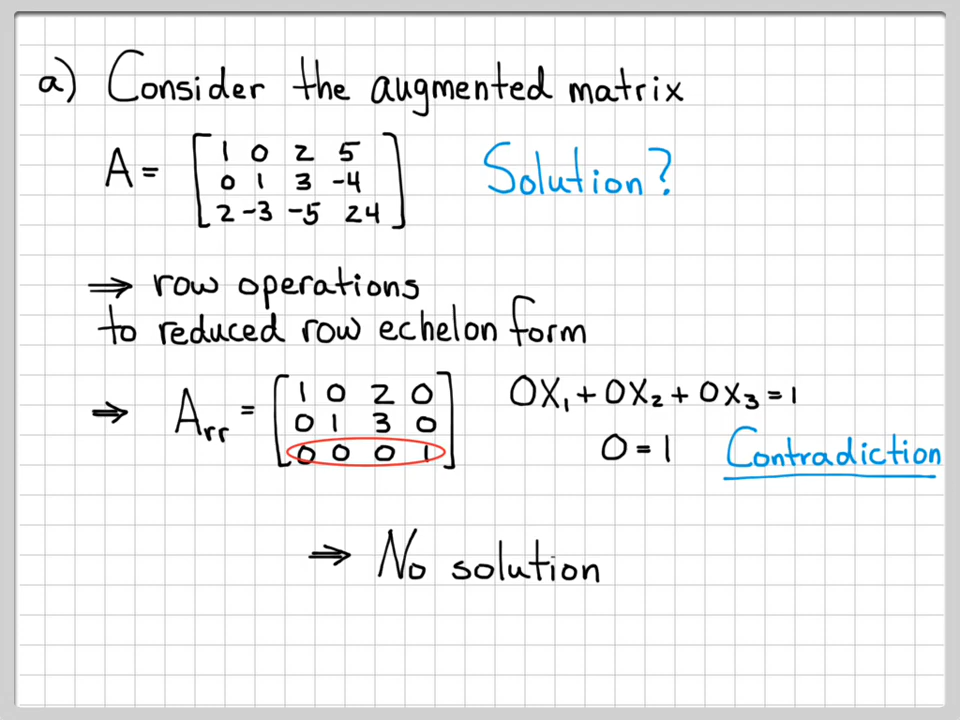 a) Consider the augmented matrix
A = [ 1 0 2 5
0 1 3 -4
2 -3 -5 24 ]
Solution?
⇒ row operations
to reduced row echelon form
⇒ Arr = [ 1 0 2 0
0 1 3 0
0 0 0 1 ]
0X₁ + 0X₂ + 0X₃ = 1
0 = 1 Contradiction
⇒ No solution